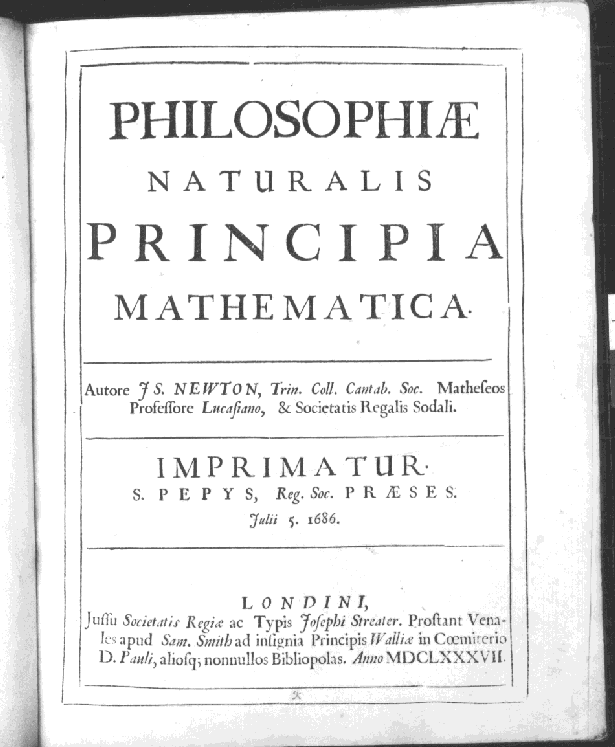 PHILOSOPHIÆ
NATURALIS
PRINCIPIA
MATHEMATICA.
Autore JS. NEWTON, Trin. Coll. Cantab. Soc. Matheſeos
Profeſſore Lucaſiano, & Societatis Regalis Sodali.
IMPRIMATUR.
S. PEPYS, Reg. Soc. PRÆSES.
Julii 5. 1686.
LONDINI,
Juſſu Societatis Regiæ ac Typis Joſephi Streater. Proſtant Vena-
les apud Sam. Smith ad inſignia Principis Walliæ in Cœmiterio
D. Pauli, alioſq; nonnullos Bibliopolas. Anno MDCLXXXVII.